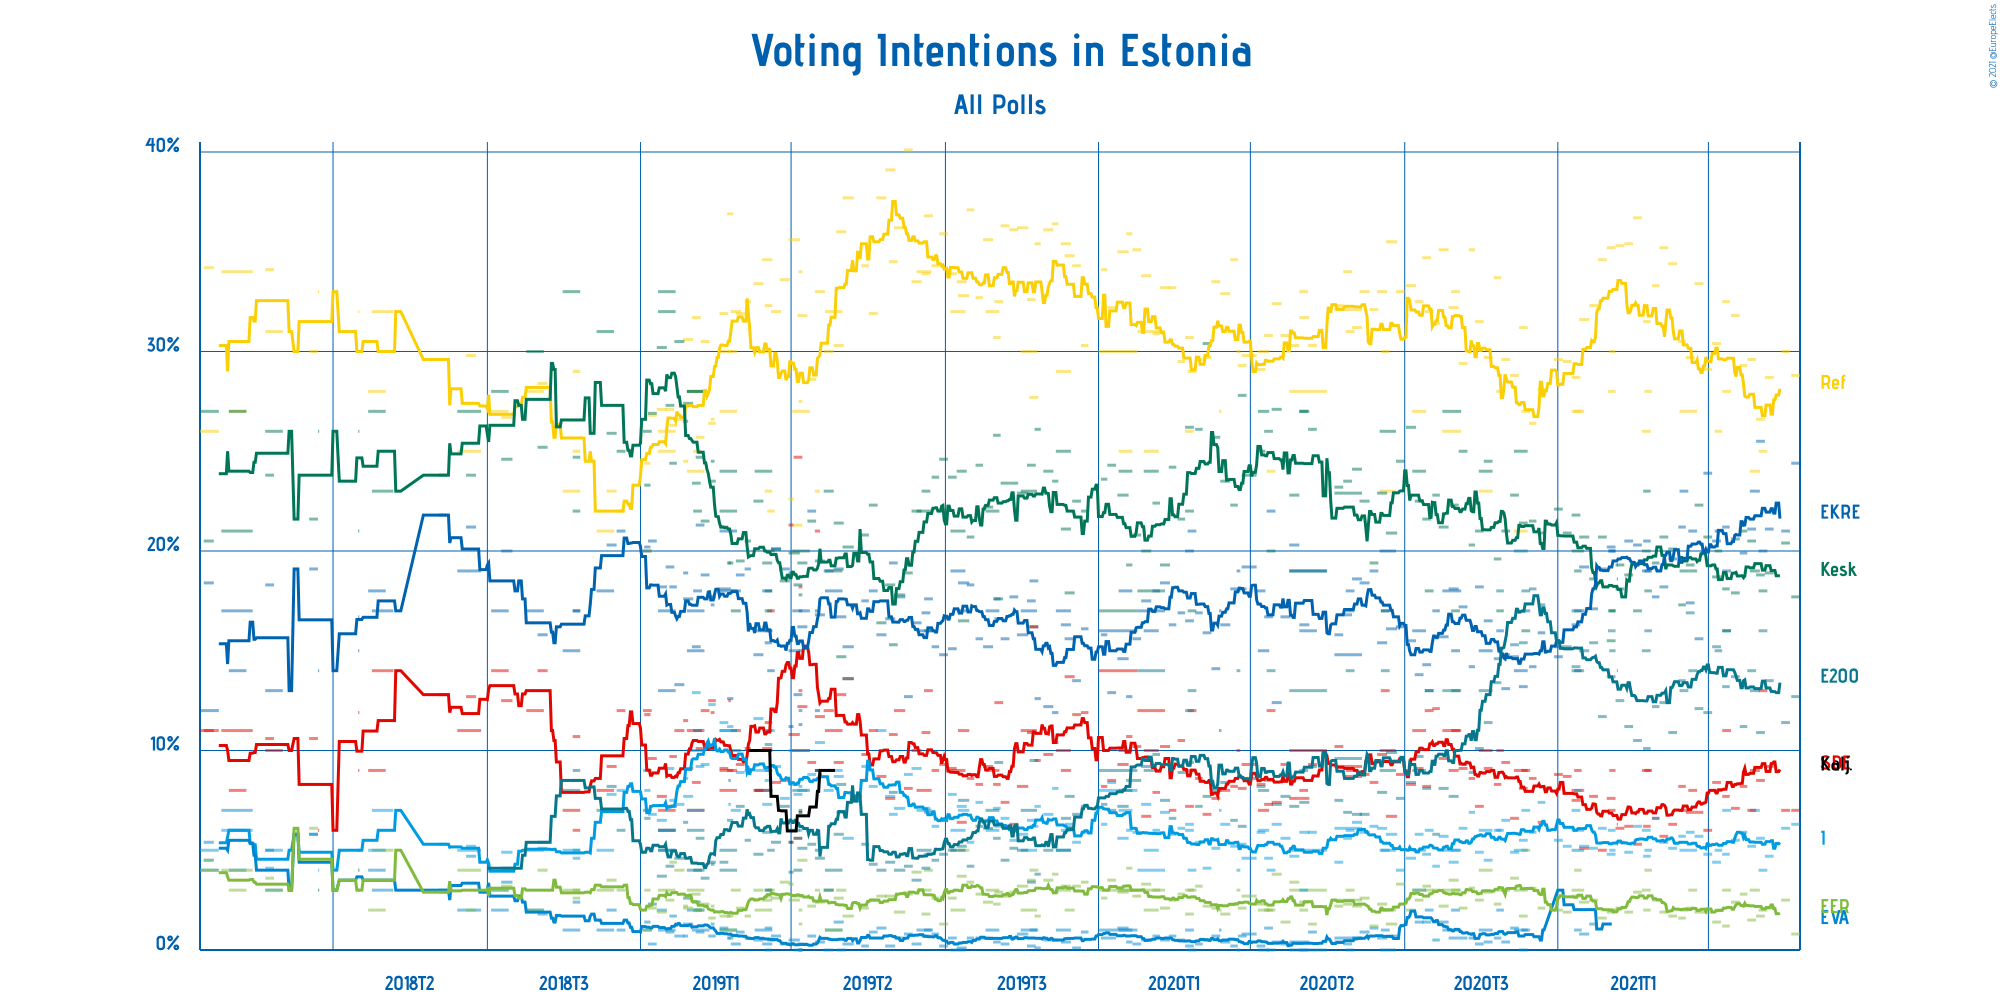 Voting Intentions in Estonia
All Polls
© 2021 @EuropeElects
40%
30%
20%
10%
0%
Ref
EKRE
Kesk
E200
SDE
I
EER
EVA
2018T2
2018T3
2019T1
2019T2
2019T3
2020T1
2020T2
2020T3
2021T1